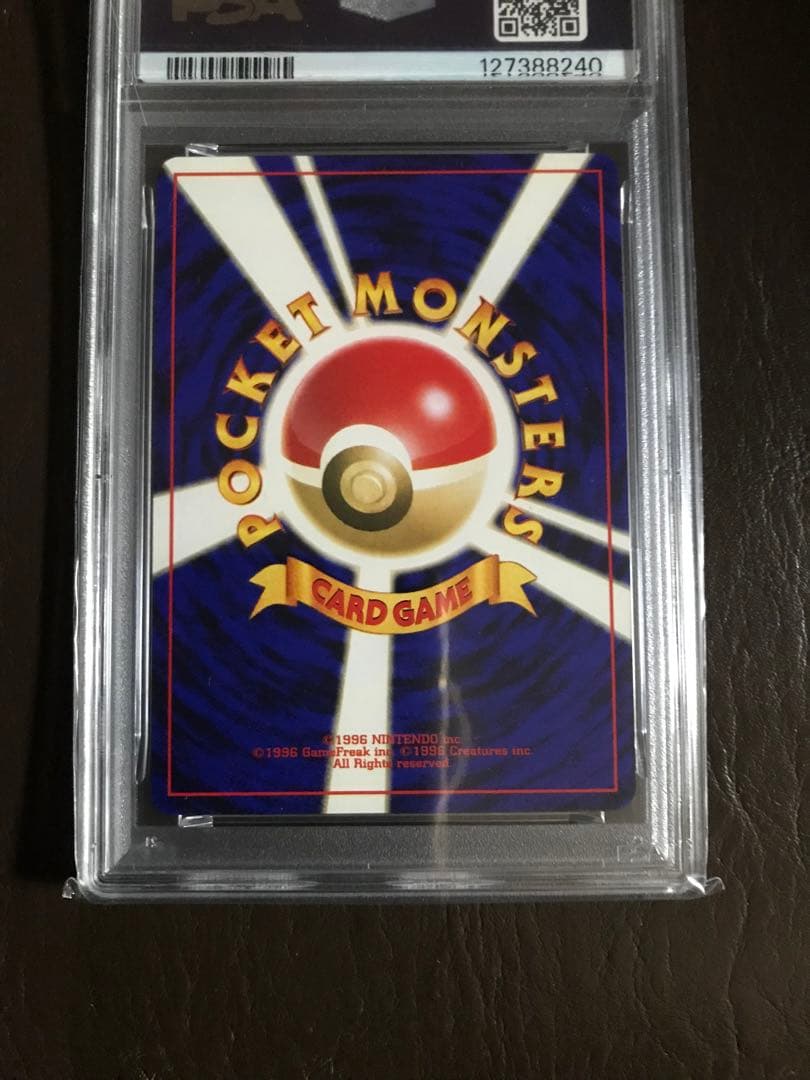 PSA
127388240
POCKET MONSTERS
CARD GAME
©1996 NINTENDO inc.
©1996 GameFreak inc. ©1996 Creatures inc.
All Rights reserved.